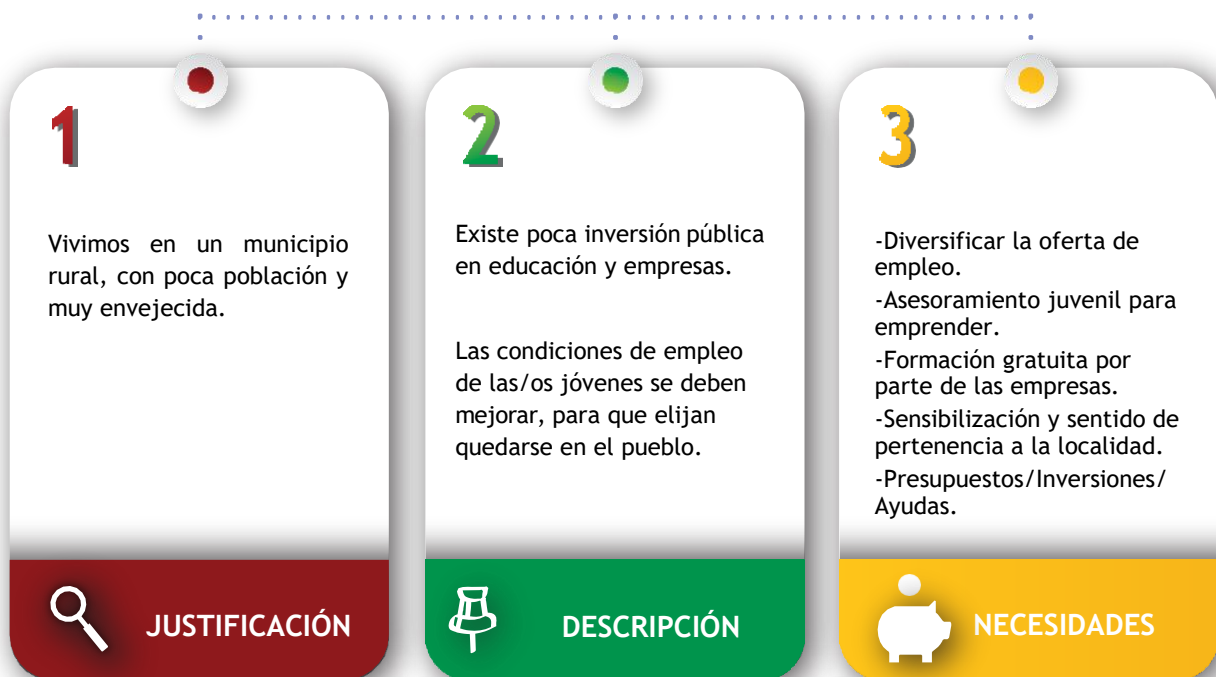 1
Vivimos en un municipio
rural, con poca población y
muy envejecida.
JUSTIFICACIÓN
2
Existe poca inversión pública
en educación y empresas.
Las condiciones de empleo
de las/os jóvenes se deben
mejorar, para que elijan
quedarse en el pueblo.
DESCRIPCIÓN
3
-Diversificar la oferta de
empleo.
-Asesoramiento juvenil para
emprender.
-Formación gratuita por
parte de las empresas.
-Sensibilización y sentido de
pertenencia a la localidad.
-Presupuestos/Inversiones/
Ayudas.
NECESIDADES